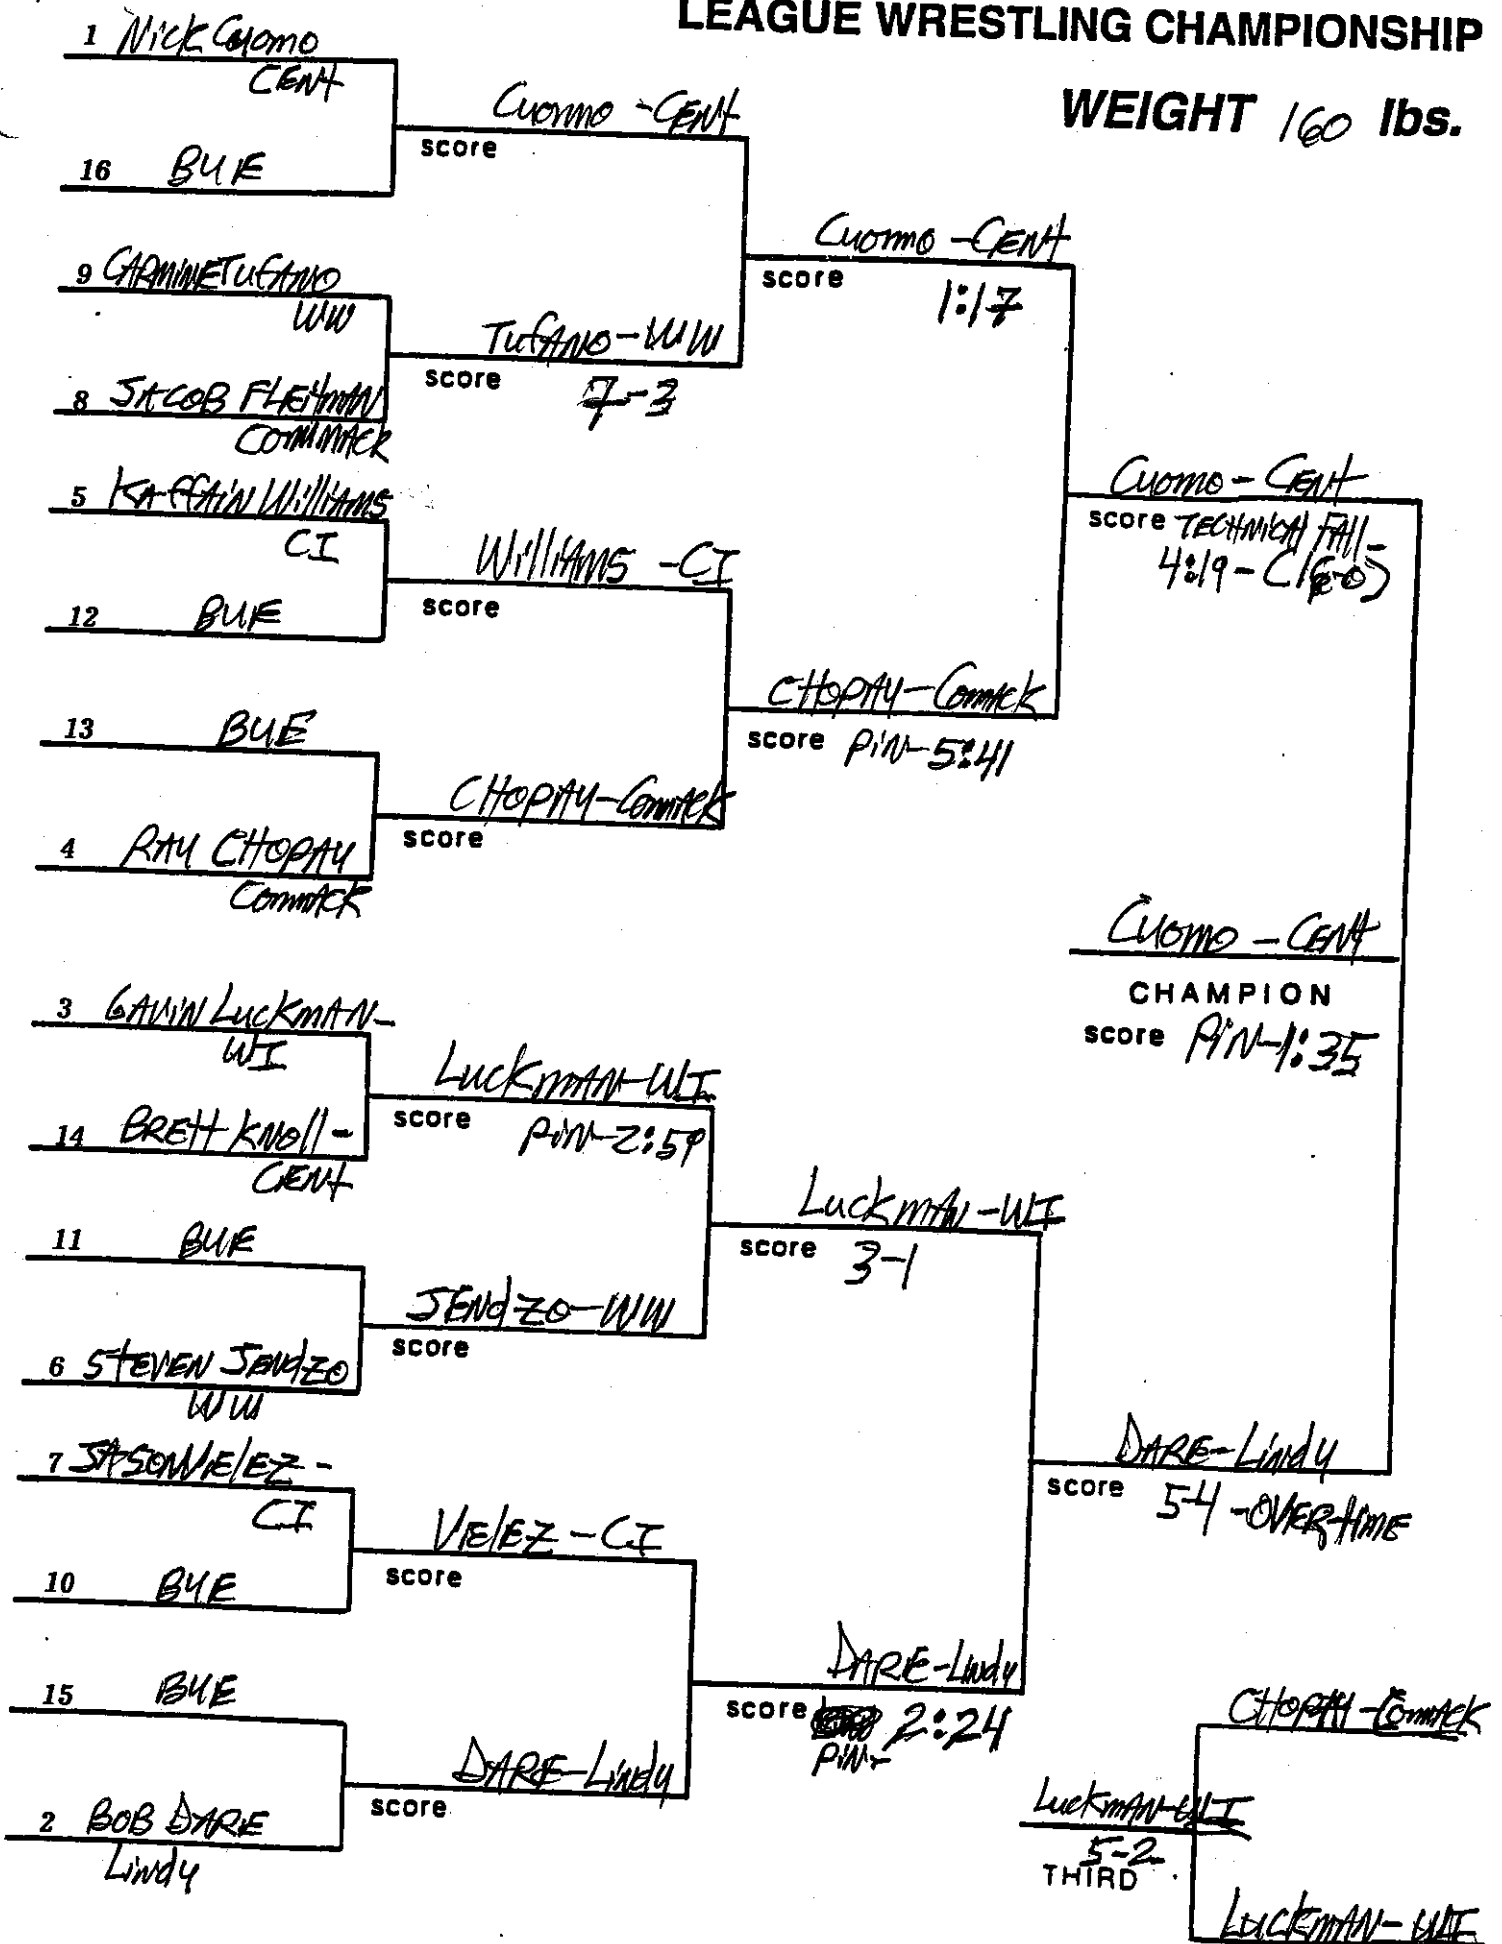 LEAGUE WRESTLING CHAMPIONSHIP
WEIGHT 160 lbs.
1 Nick Cuomo
CENt
16 BYE
Cuomo - CENt
score
9 CARMINE TufANO
WW
8 JACOB FLEitMAN
COMMACK
TufANO - WW
score
7-3
Cuomo - CENt
score
1:17
5 KAffAiN WilliAMS
CI
12 BYE
WilliAMS - CI
score
13 BYE
4 RAY CHOPAY
COMMACK
CHOPAY - COMMACK
score
CHOPAY - COMMACK
score PiN - 5:41
Cuomo - CENt
score TECHNiCAl FAll -
4:19 - C(16-0)
3 GAViN LuckMAN -
WI
14 BREtt KNOll -
CENt
LuckMAN - WI
score
PiN - 2:59
11 BYE
6 StEVEN JENdZO
WW
JENdZO - WW
score
LuckMAN - WI
score 3-1
7 JASON VElEZ -
CI
10 BYE
VElEZ - CI
score
15 BYE
2 BOB DARE
Lindy
DARE - Lindy
score
DARE - Lindy
score 2:24
PiN -
DARE - Lindy
score 5-4 - OVERtiME
Cuomo - CENt
CHAMPION
score PiN - 1:35
CHOPAY - COMMACK
LuckMAN - WI
5-2
THIRD
LuckMAN - WI